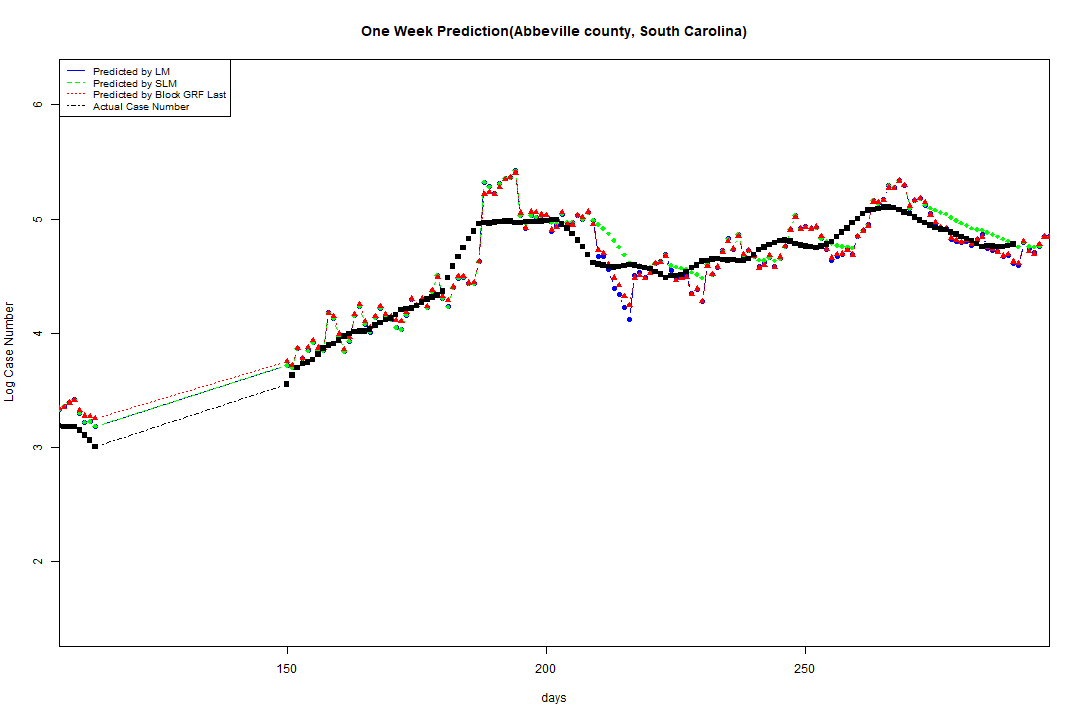 One Week Prediction(Abbeville county, South Carolina)
Predicted by LM
Predicted by SLM
Predicted by Block GRF Last
Actual Case Number
6
5
4
3
2
Log Case Number
150
200
250
days